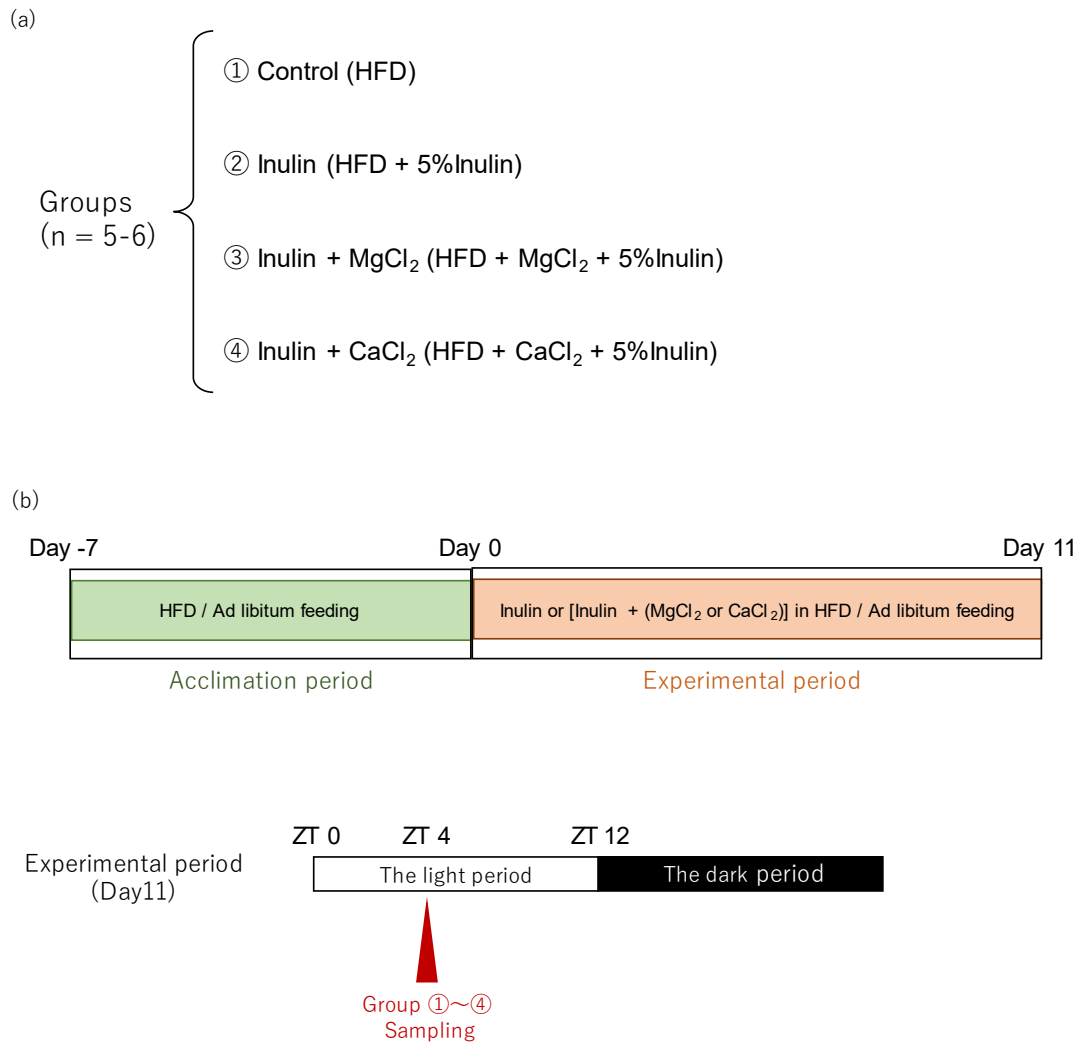 (a)
① Control (HFD)
② Inulin (HFD + 5%Inulin)
Groups
(n = 5-6)
③ Inulin + MgCl₂ (HFD + MgCl₂ + 5%Inulin)
④ Inulin + CaCl₂ (HFD + CaCl₂ + 5%Inulin)
(b)
Day -7 Day 0 Day 11
HFD / Ad libitum feeding Inulin or [Inulin + (MgCl₂ or CaCl₂)] in HFD / Ad libitum feeding
Acclimation period Experimental period
ZT 0 ZT 4 ZT 12
Experimental period
(Day11)
The light period The dark period
Group ①～④
Sampling